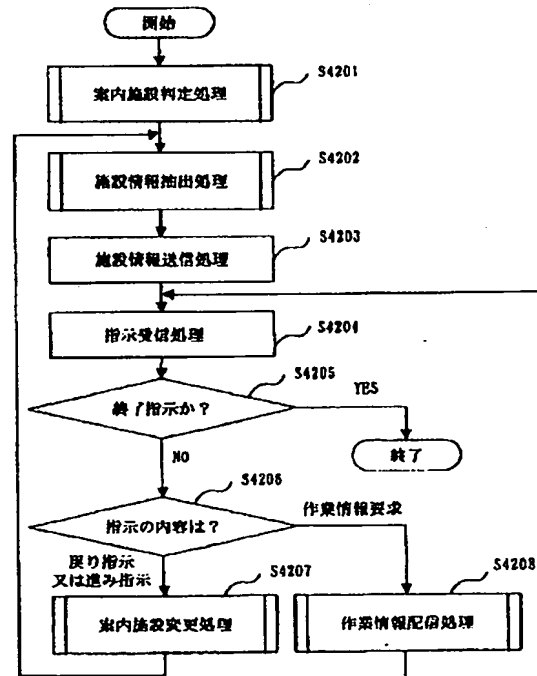 開始
S4201
案内施設判定処理
S4202
施設情報抽出処理
S4203
施設情報送信処理
S4204
指示受信処理
S4205
終了指示か？
YES
終了
NO
S4206
指示の内容は？
作業情報要求
戻り指示
又は進み指示
S4207
案内施設変更処理
S4208
作業情報配信処理